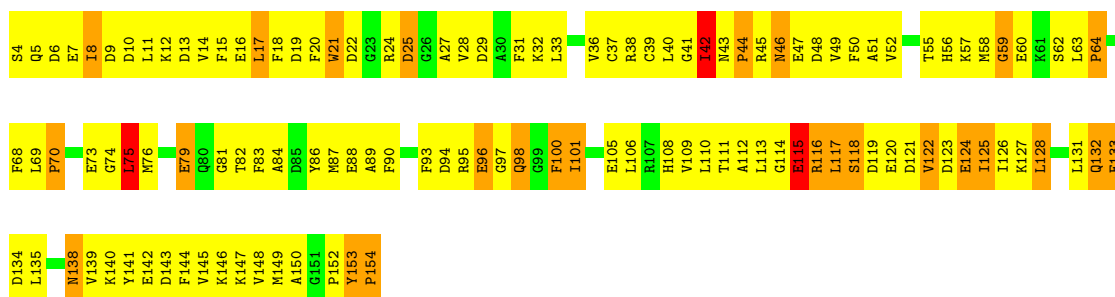 S4 Q5 D6 E7 I8 D9 D10 L11 K12 D13 V14 F15 E16 L17 F18 D19 F20 W21 D22 G23 R24 D25 G26 A27 V28 D29 A30 F31 K32 L33 V36 C37 R38 C39 L40 G41 I42 N43 P44 R45 N46 E47 D48 V49 F50 A51 V52 T55 H56 K57 M58 G59 E60 K61 S62 L63 P64
F68 L69 P70 E73 G74 L75 M76 E79 Q80 G81 T82 F83 A84 D85 Y86 M87 E88 A89 F90 F93 D94 R95 E96 G97 Q98 G99 F100 I101 E105 L106 R107 H108 V109 L110 T111 A112 L113 G114 E115 R116 L117 S118 D119 E120 D121 V122 D123 E124 I125 I126 K127 L128 L131 Q132 E133
D134 L135 N138 V139 K140 Y141 E142 D143 F144 V145 K146 K147 V148 M149 A150 G151 P152 Y153 P154